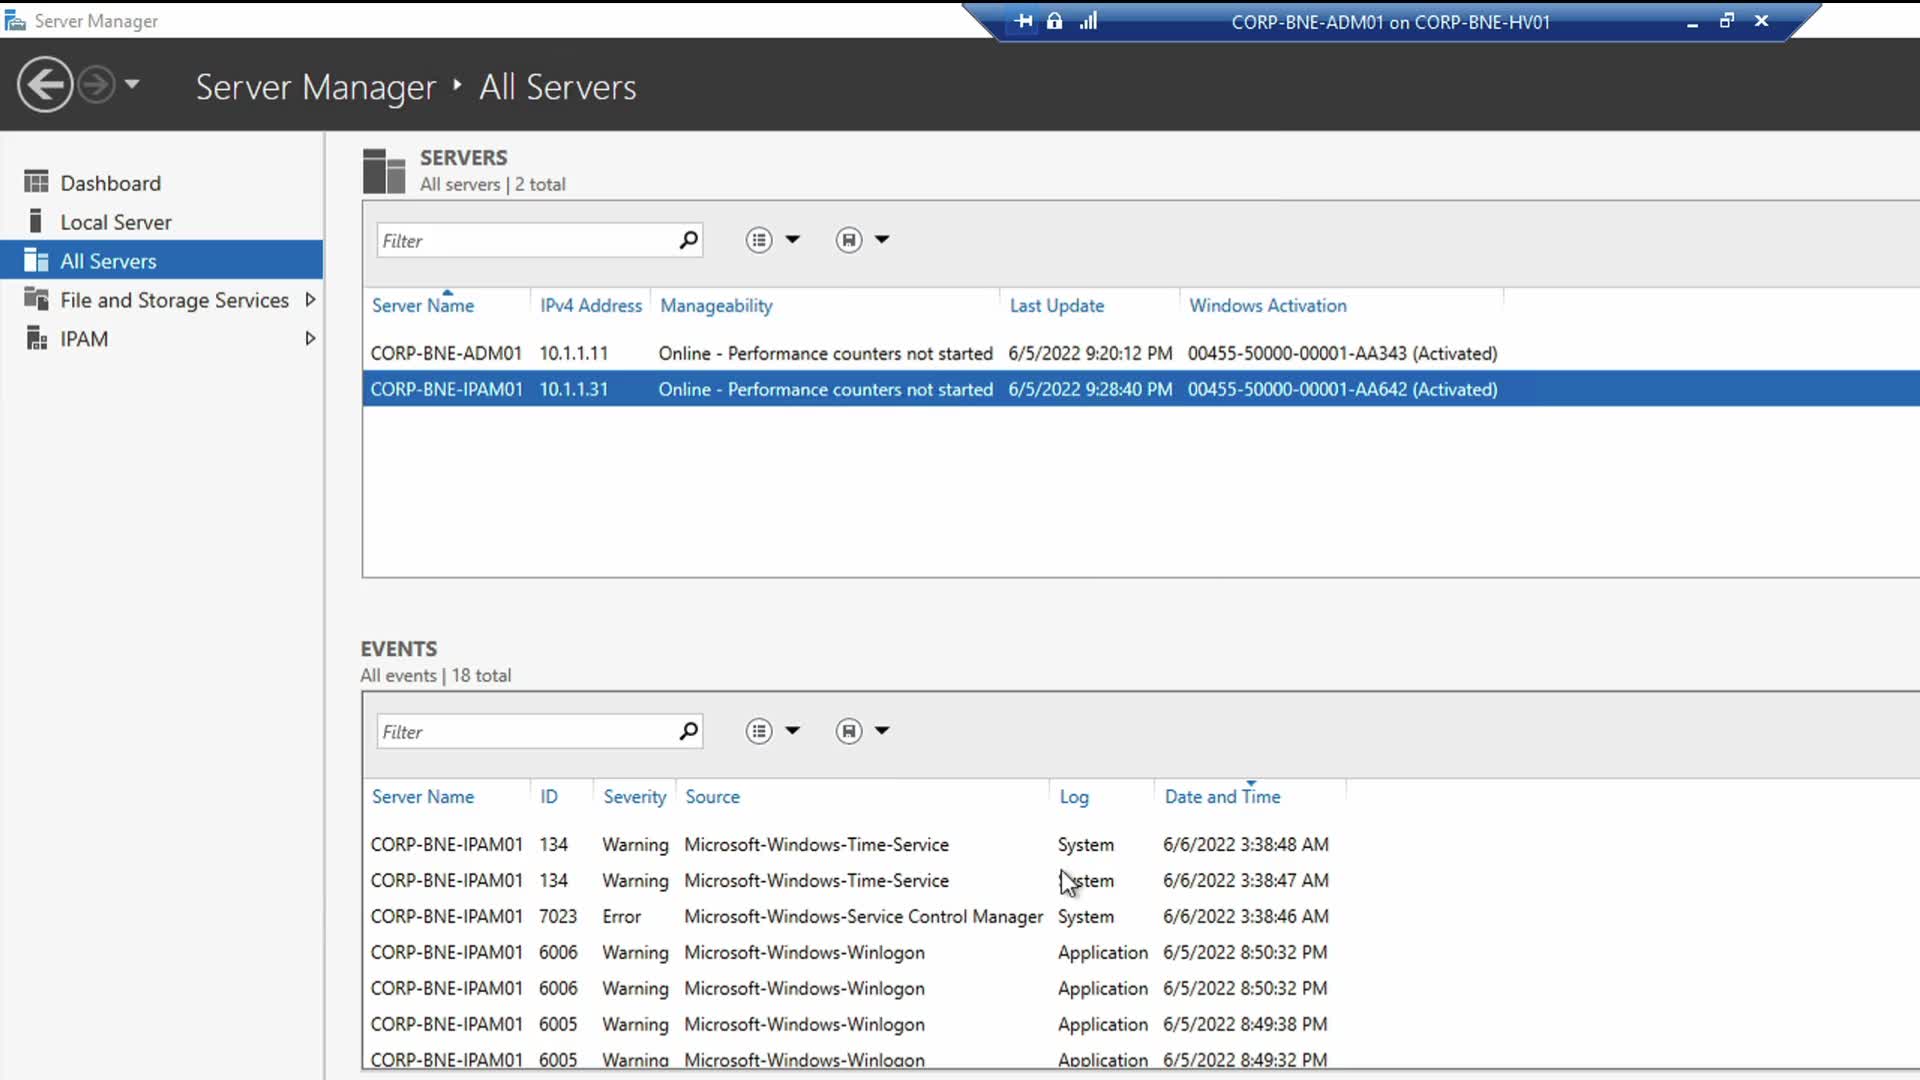 Server Manager
CORP-BNE-ADM01 on CORP-BNE-HV01
Server Manager ‣ All Servers
Dashboard
Local Server
All Servers
File and Storage Services
IPAM
SERVERS
All servers | 2 total
Filter
Server Name IPv4 Address Manageability Last Update Windows Activation
CORP-BNE-ADM01 10.1.1.11 Online - Performance counters not started 6/5/2022 9:20:12 PM 00455-50000-00001-AA343 (Activated)
CORP-BNE-IPAM01 10.1.1.31 Online - Performance counters not started 6/5/2022 9:28:40 PM 00455-50000-00001-AA642 (Activated)
EVENTS
All events | 18 total
Filter
Server Name ID Severity Source Log Date and Time
CORP-BNE-IPAM01 134 Warning Microsoft-Windows-Time-Service System 6/6/2022 3:38:48 AM
CORP-BNE-IPAM01 134 Warning Microsoft-Windows-Time-Service System 6/6/2022 3:38:47 AM
CORP-BNE-IPAM01 7023 Error Microsoft-Windows-Service Control Manager System 6/6/2022 3:38:46 AM
CORP-BNE-IPAM01 6006 Warning Microsoft-Windows-Winlogon Application 6/5/2022 8:50:32 PM
CORP-BNE-IPAM01 6006 Warning Microsoft-Windows-Winlogon Application 6/5/2022 8:50:32 PM
CORP-BNE-IPAM01 6005 Warning Microsoft-Windows-Winlogon Application 6/5/2022 8:49:38 PM
CORP-BNE-IPAM01 6005 Warning Microsoft-Windows-Winlogon Application 6/5/2022 8:49:32 PM